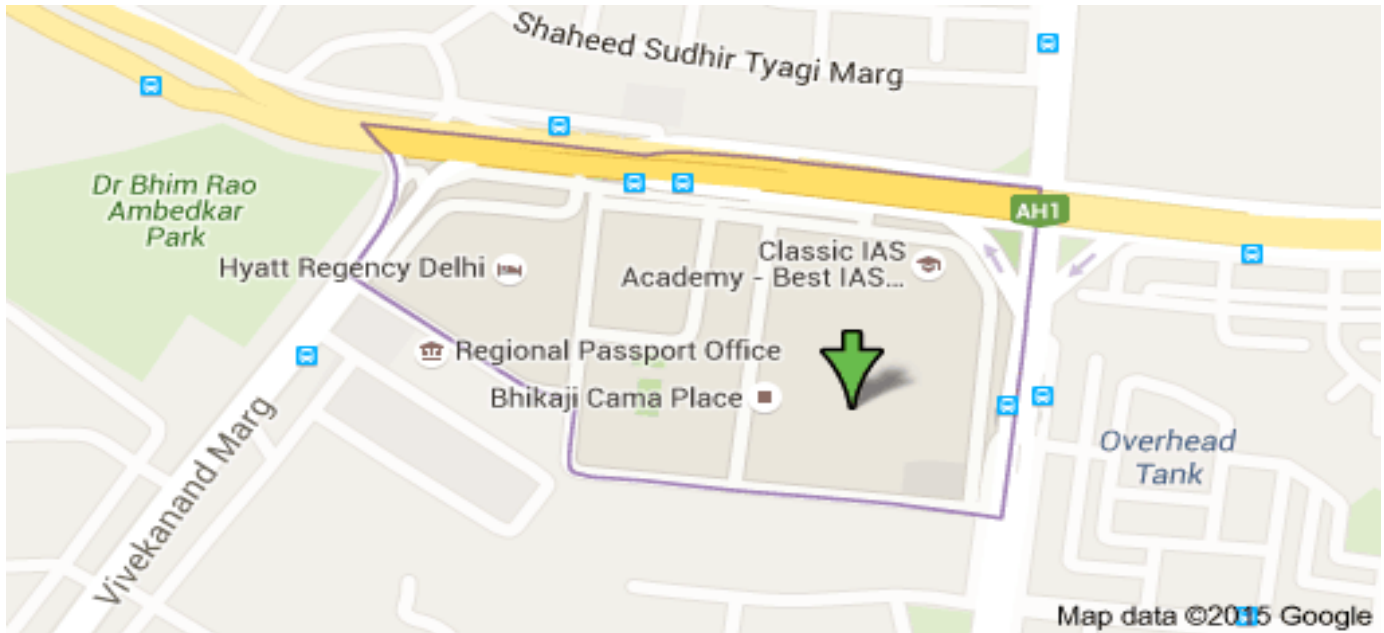 Shaheed Sudhir Tyagi Marg
Dr Bhim Rao
Ambedkar
Park
AH1
Classic IAS
Academy - Best IAS...
Hyatt Regency Delhi
Regional Passport Office
Bhikaji Cama Place
Overhead
Tank
Vivekanand Marg
Map data ©2015 Google